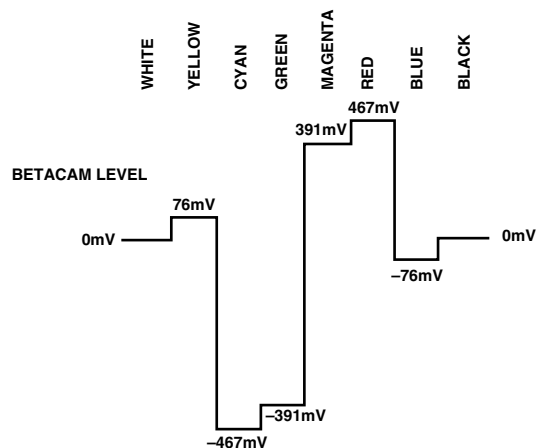 WHITE
YELLOW
CYAN
GREEN
MAGENTA
RED
BLUE
BLACK
467mV
391mV
BETACAM LEVEL
76mV
0mV
0mV
–76mV
–391mV
–467mV